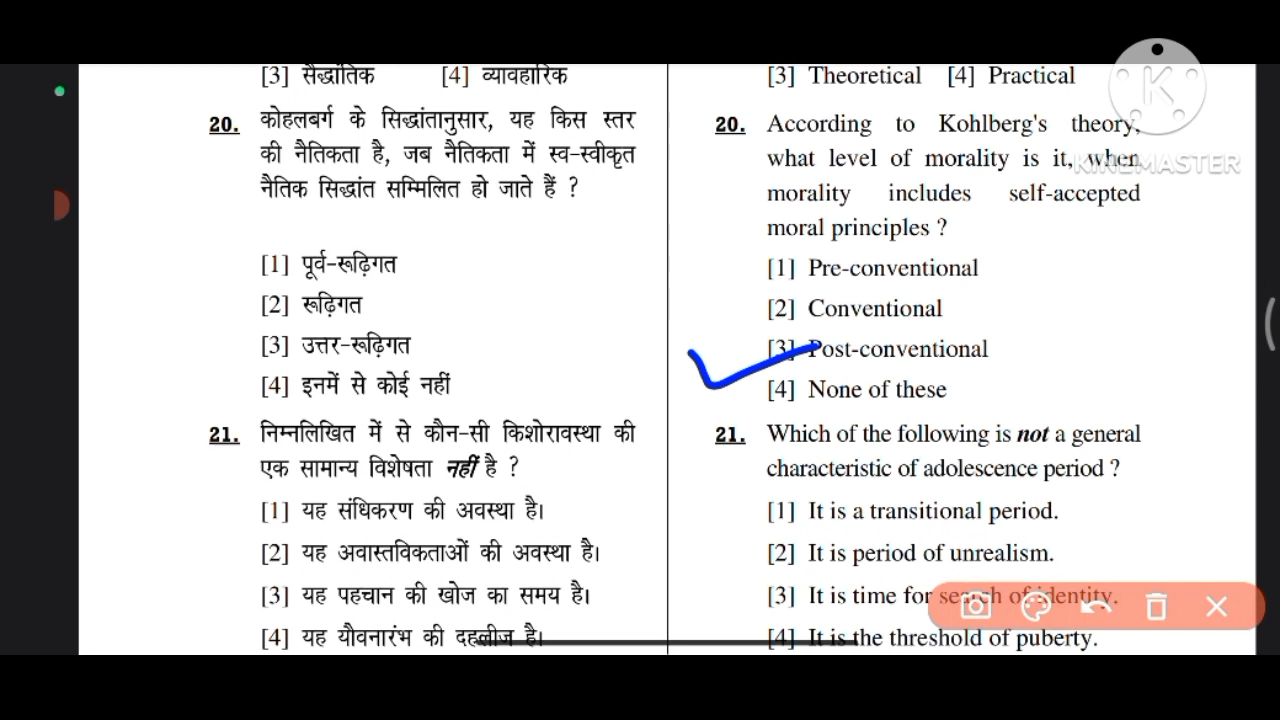 [3] सैद्धांतिक [4] व्यावहारिक
20. कोहलबर्ग के सिद्धांतानुसार, यह किस स्तर
की नैतिकता है, जब नैतिकता में स्व-स्वीकृत
नैतिक सिद्धांत सम्मिलित हो जाते हैं ?
[1] पूर्व-रूढ़िगत
[2] रूढ़िगत
[3] उत्तर-रूढ़िगत
[4] इनमें से कोई नहीं
21. निम्नलिखित में से कौन-सी किशोरावस्था की
एक सामान्य विशेषता नहीं है ?
[1] यह संधिकरण की अवस्था है।
[2] यह अवास्तविकताओं की अवस्था है।
[3] यह पहचान की खोज का समय है।
[4] यह यौवनारंभ की दहलीज है।
[3] Theoretical [4] Practical
20. According to Kohlberg's theory,
what level of morality is it, when
morality includes self-accepted
moral principles ?
[1] Pre-conventional
[2] Conventional
[3] Post-conventional
[4] None of these
21. Which of the following is not a general
characteristic of adolescence period ?
[1] It is a transitional period.
[2] It is period of unrealism.
[3] It is time for search of identity.
[4] It is the threshold of puberty.
K
KINEMASTER